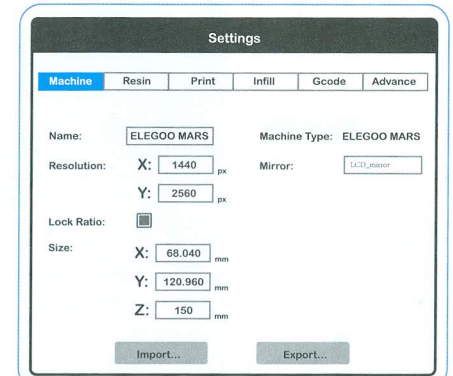 Settings
Machine Resin Print Infill Gcode Advance
Name: ELEGOO MARS Machine Type: ELEGOO MARS
Resolution: X: 1440 px Mirror: LCD_mirror
Y: 2560 px
Lock Ratio:
Size: X: 68.040 mm
Y: 120.960 mm
Z: 150 mm
Import... Export...